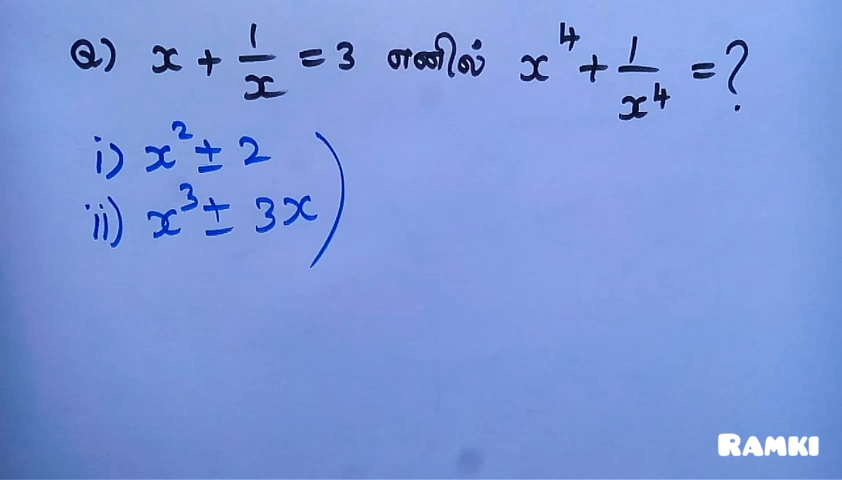 Q) x + 1/x = 3 எனில் x⁴ + 1/x⁴ = ?
i) x² ± 2
ii) x³ ± 3x
RAMKI